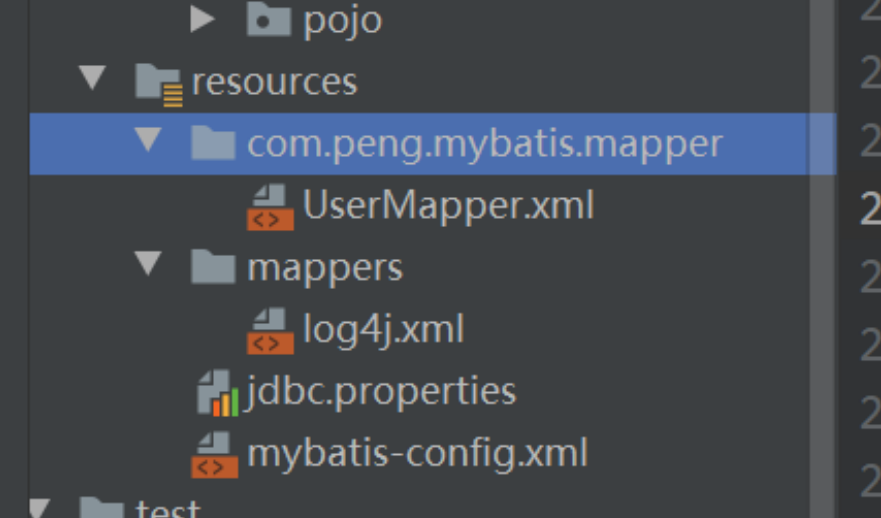 pojo
resources
com.peng.mybatis.mapper
UserMapper.xml
mappers
log4j.xml
jdbc.properties
mybatis-config.xml
test